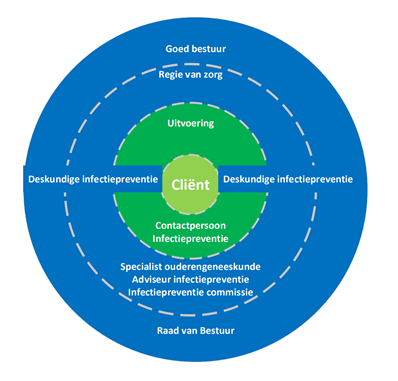 Goed bestuur
Regie van zorg
Uitvoering
Deskundige infectiepreventie
Cliënt
Deskundige infectiepreventie
Contactpersoon
Infectiepreventie
Specialist ouderengeneeskunde
Adviseur infectiepreventie
Infectiepreventie commissie
Raad van Bestuur